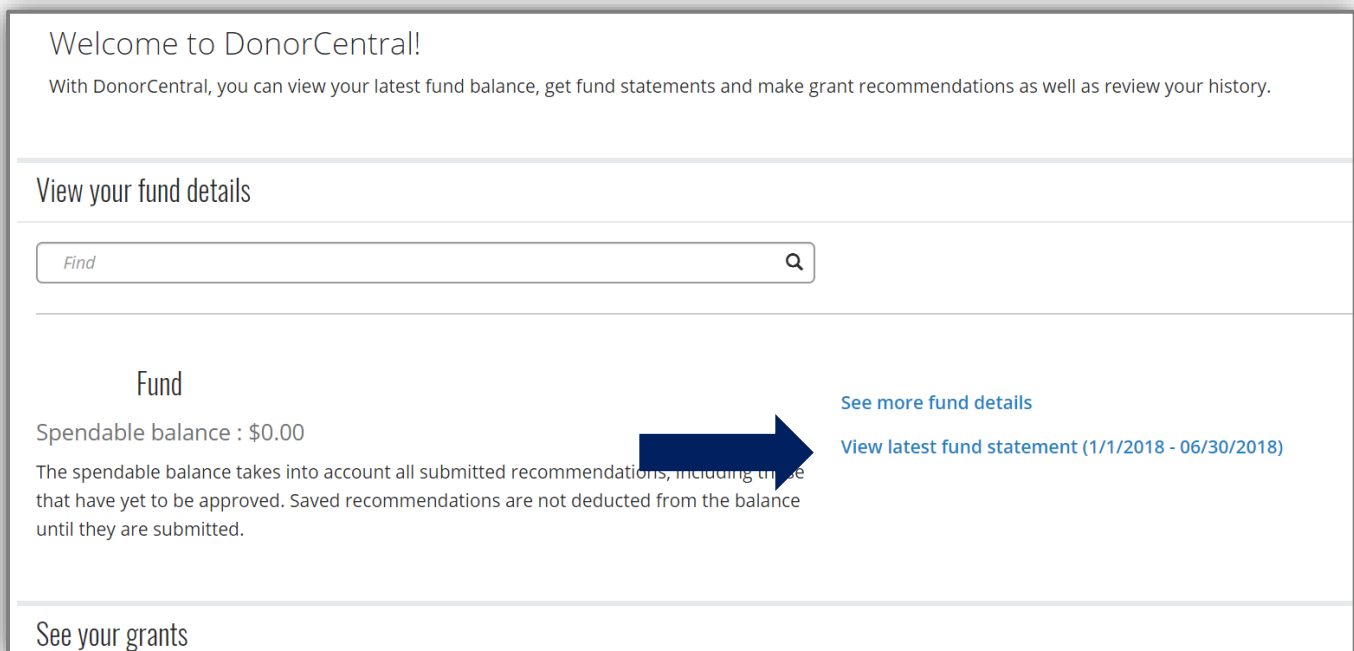 Welcome to DonorCentral!
With DonorCentral, you can view your latest fund balance, get fund statements and make grant recommendations as well as review your history.
View your fund details
Find
Fund
Spendable balance : $0.00
See more fund details
View latest fund statement (1/1/2018 - 06/30/2018)
The spendable balance takes into account all submitted recommendations, including
that have yet to be approved. Saved recommendations are not deducted from the balance
until they are submitted.
See your grants